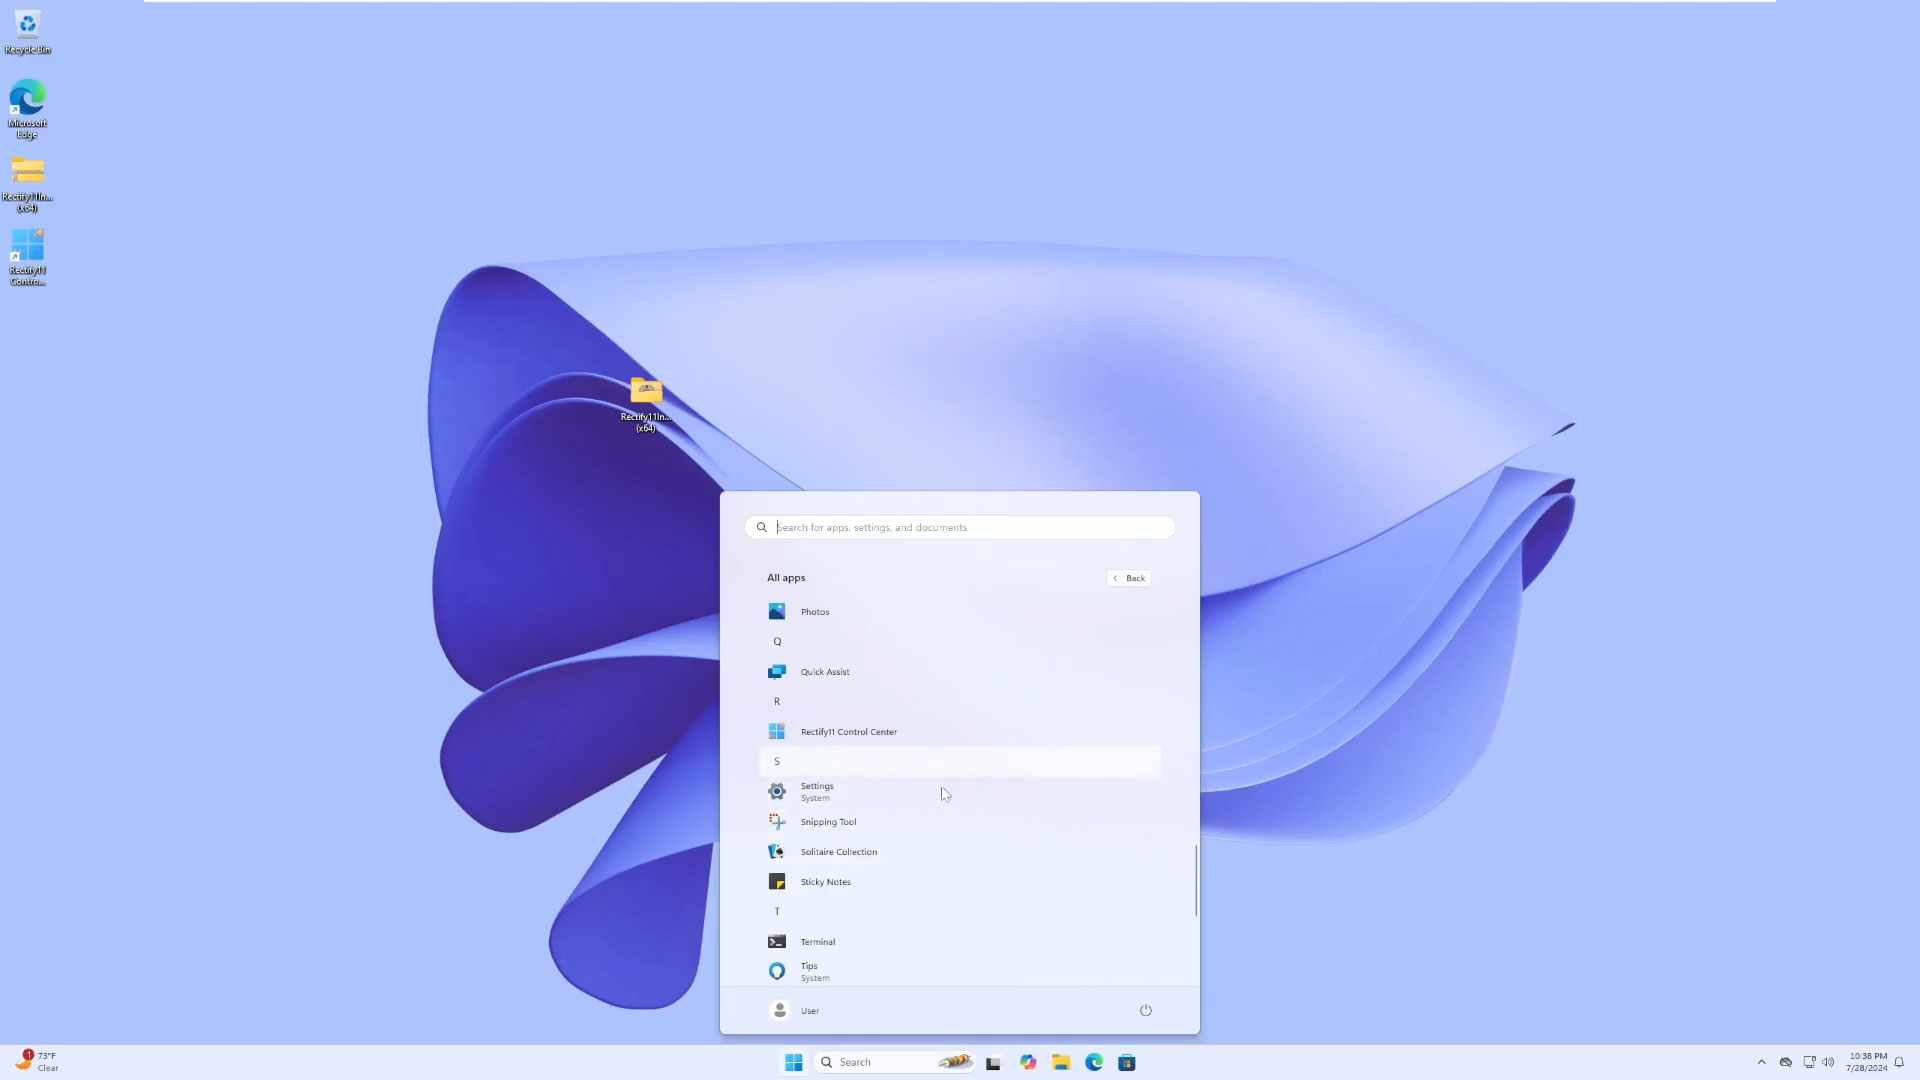 Recycle Bin
Microsoft
Edge
Rectify11In...
(x64)
Rectify11
Contro...
Rectify11In...
(x64)
Search for apps, settings, and documents
All apps
Back
Photos
Q
Quick Assist
R
Rectify11 Control Center
S
Settings
System
Snipping Tool
Solitaire Collection
Sticky Notes
T
Terminal
Tips
System
User
1
73°F
Clear
Search
10:38 PM
7/28/2024